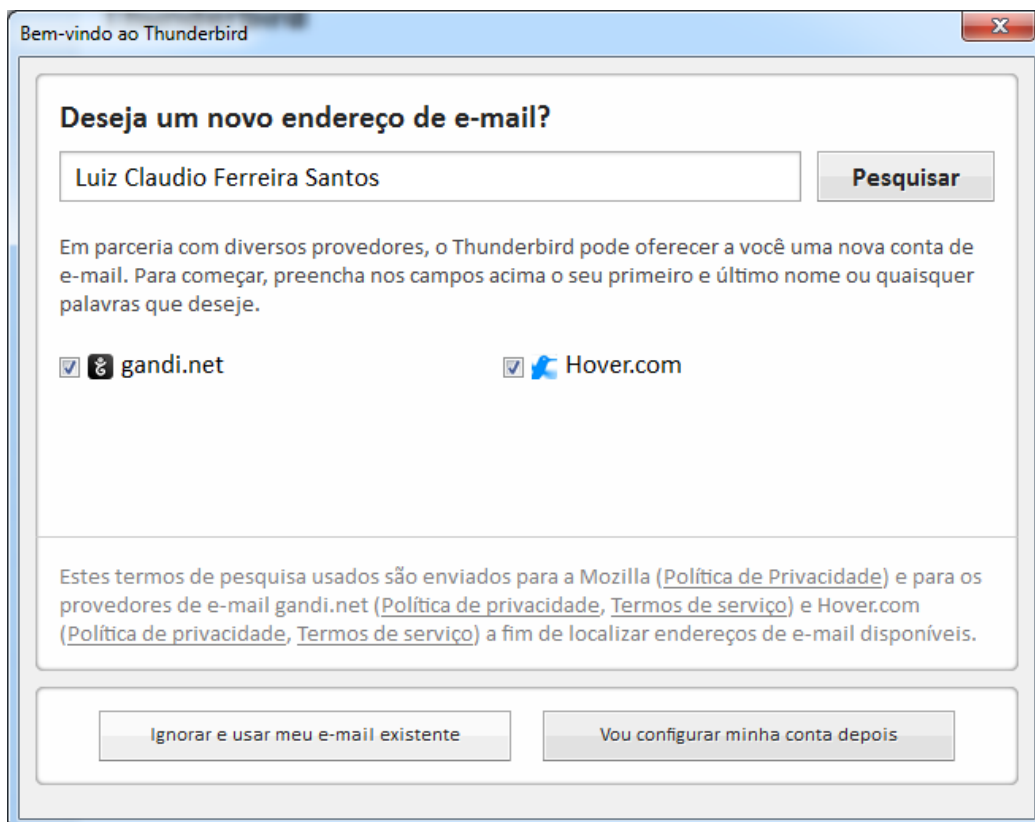 Thunderbird
Bem-vindo ao Thunderbird
Deseja um novo endereço de e-mail?
Luiz Claudio Ferreira Santos
Pesquisar
Em parceria com diversos provedores, o Thunderbird pode oferecer a você uma nova conta de
e-mail. Para começar, preencha nos campos acima o seu primeiro e último nome ou quaisquer
palavras que deseje.
gandi.net
Hover.com
Estes termos de pesquisa usados são enviados para a Mozilla (Política de Privacidade) e para os
provedores de e-mail gandi.net (Política de privacidade, Termos de serviço) e Hover.com
(Política de privacidade, Termos de serviço) a fim de localizar endereços de e-mail disponíveis.
Ignorar e usar meu e-mail existente
Vou configurar minha conta depois